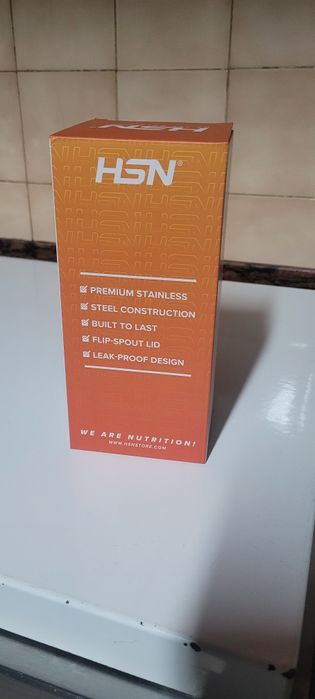 HSN
HSN®
PREMIUM STAINLESS
STEEL CONSTRUCTION
BUILT TO LAST
FLIP-SPOUT LID
LEAK-PROOF DESIGN
WE ARE NUTRITION!
WWW.HSNSTORE.COM